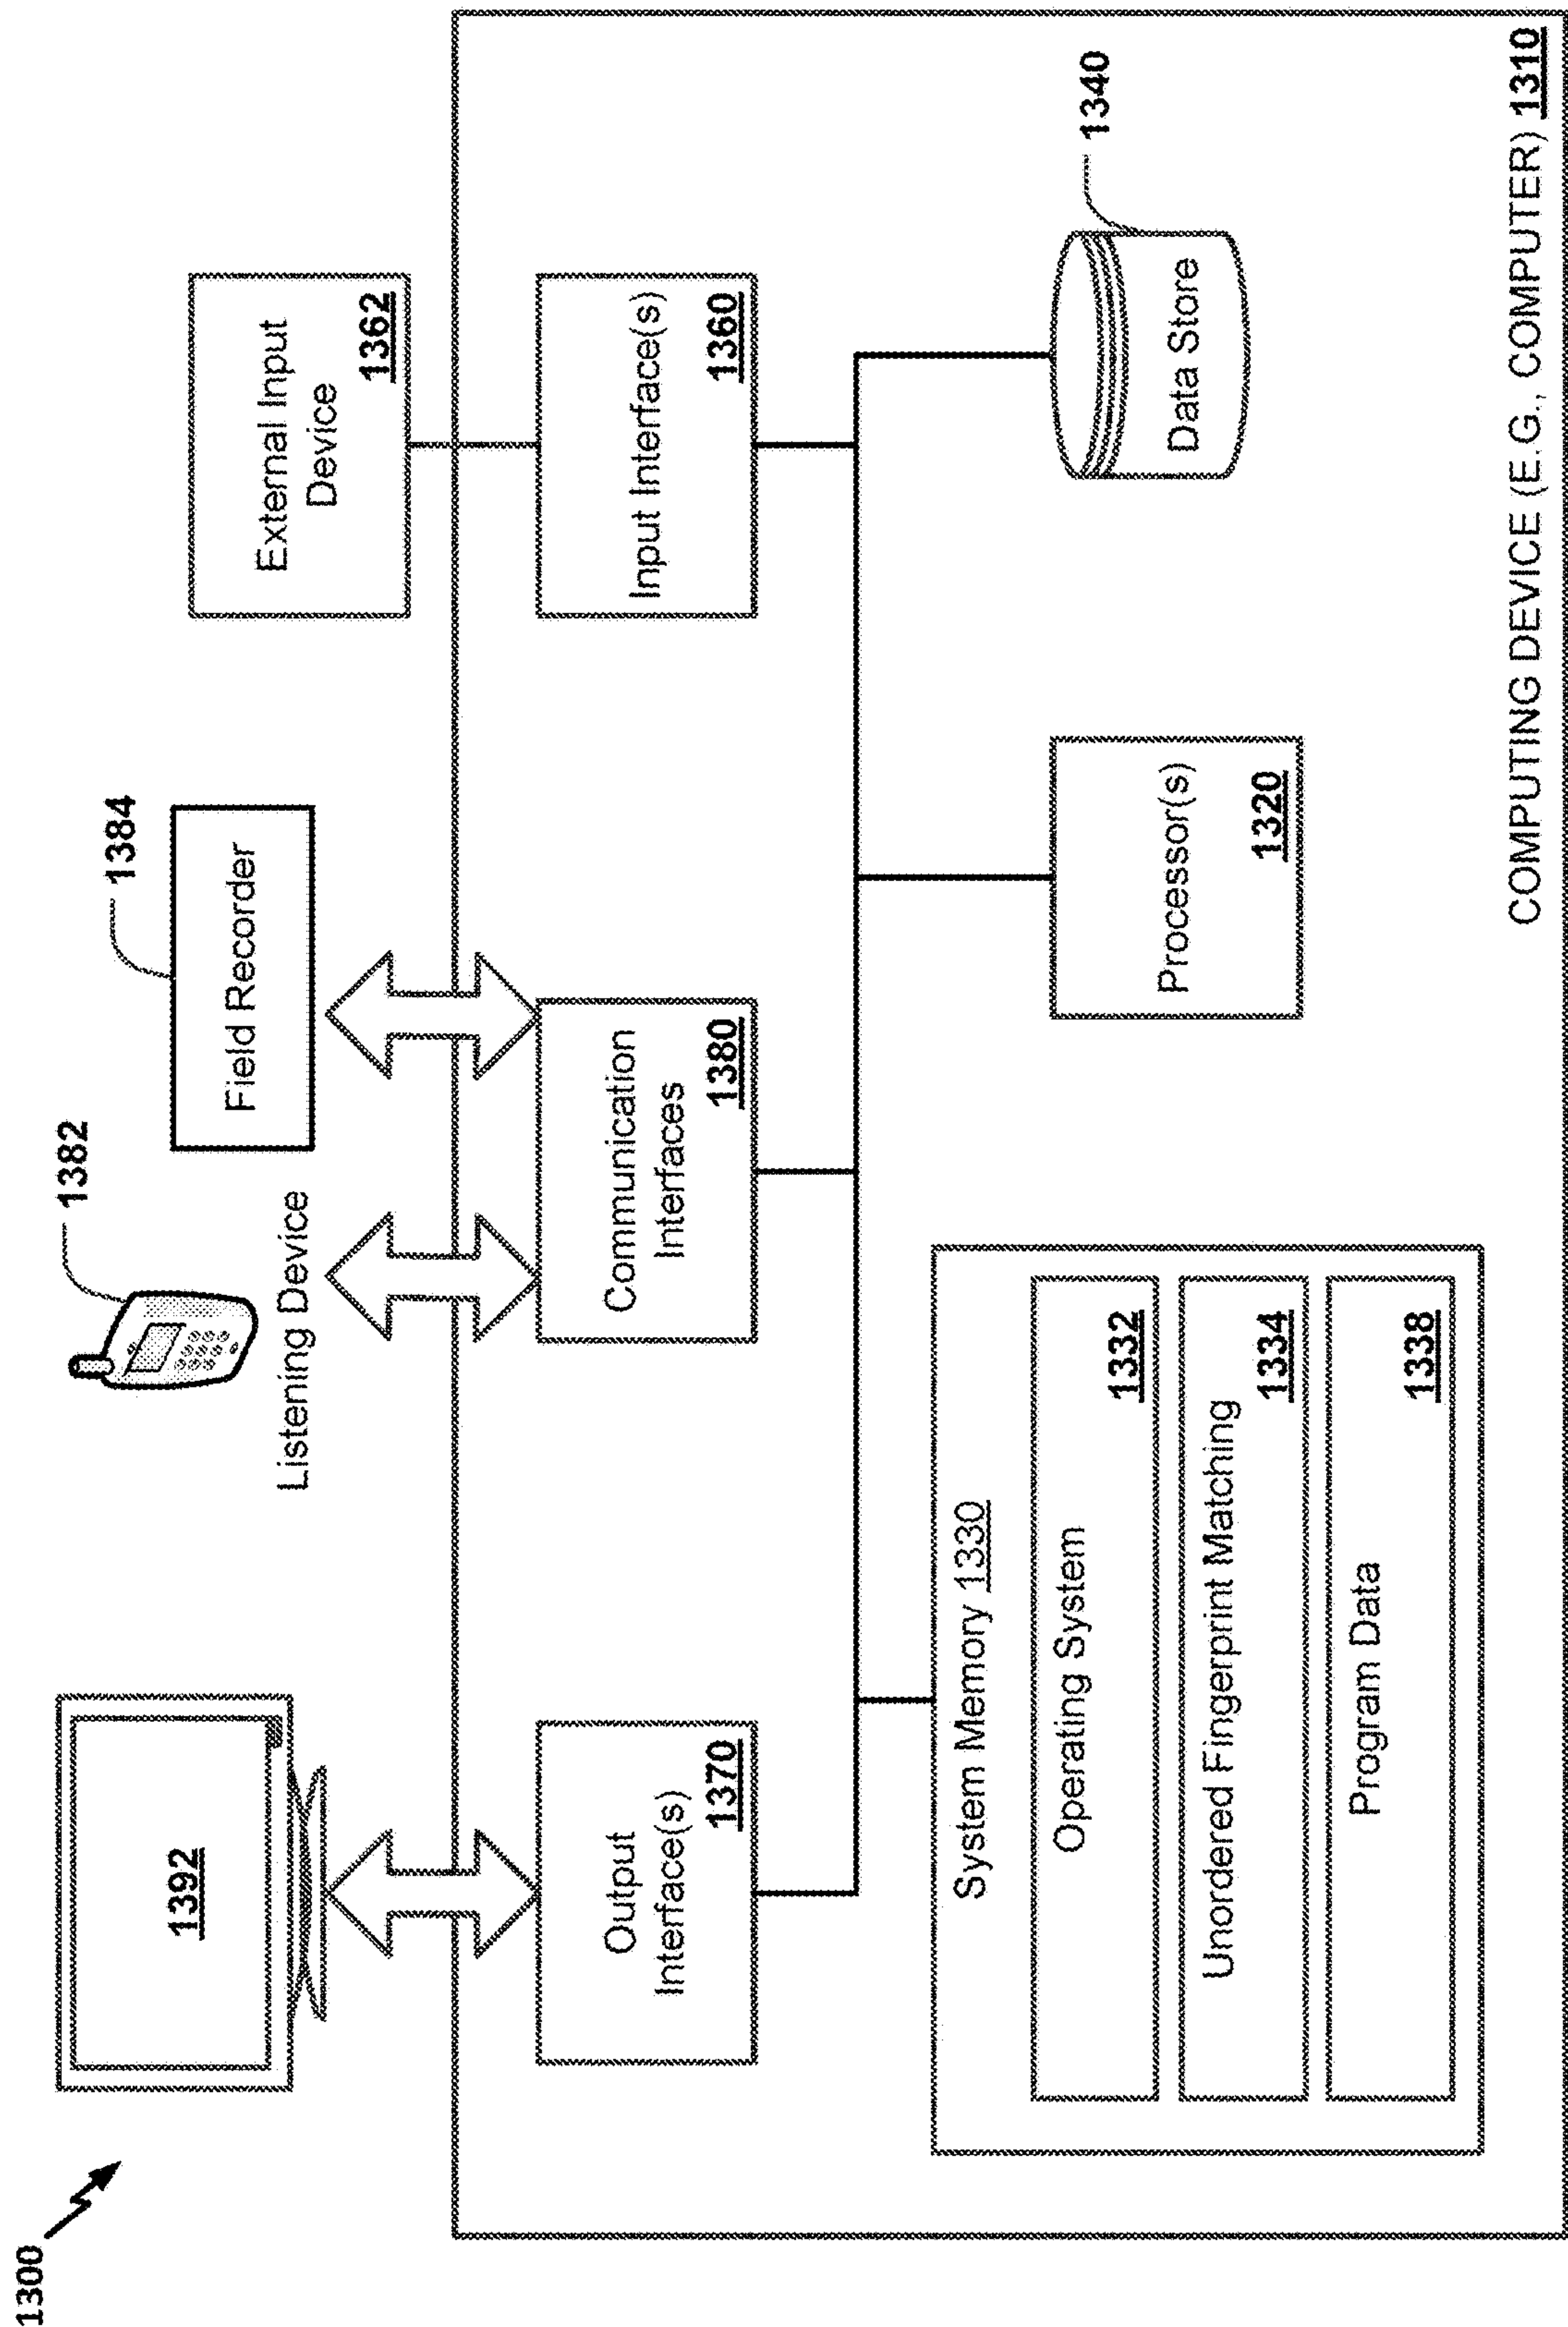 1300
1392
1382
Listening Device
1384
Field Recorder
External Input
Device
1362
Output
Interface(s)
1370
Communication
Interfaces
1380
Input Interface(s)
1360
System Memory 1330
Operating System
1332
Unordered Fingerprint Matching
1334
Program Data
1338
Processor(s)
1320
1340
Data Store
COMPUTING DEVICE (E.G., COMPUTER) 1310